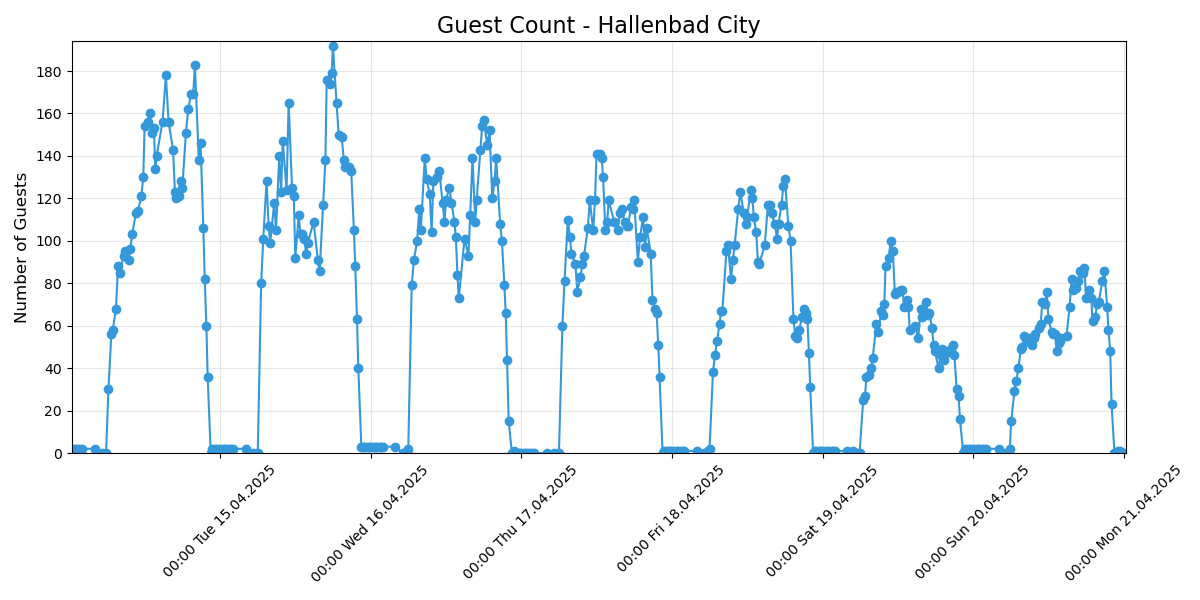 Guest Count - Hallenbad City
Number of Guests
180
160
140
120
100
80
60
40
20
0
00:00 Tue 15.04.2025
00:00 Wed 16.04.2025
00:00 Thu 17.04.2025
00:00 Fri 18.04.2025
00:00 Sat 19.04.2025
00:00 Sun 20.04.2025
00:00 Mon 21.04.2025